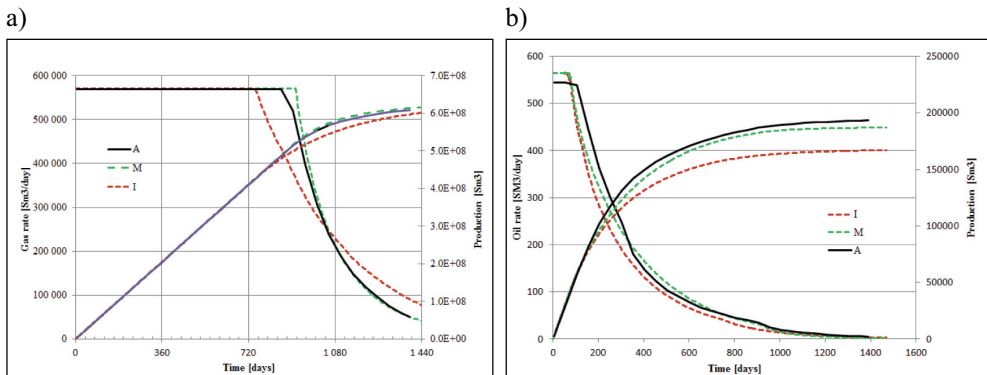 a)
600 000
500 000
400 000
300 000
200 000
100 000
0
Gas rate [Sm3/day]
A
M
I
7.0E+08
6.0E+08
5.0E+08
4.0E+08
3.0E+08
2.0E+08
1.0E+08
0.0E+00
Production [Sm3]
0 360 720 1 080 1 440
Time [days]
b)
600
500
400
300
200
100
0
Oil rate [SM3/day]
I
M
A
250000
200000
150000
100000
50000
0
Production [Sm3]
0 200 400 600 800 1000 1200 1400 1600
Time [days]